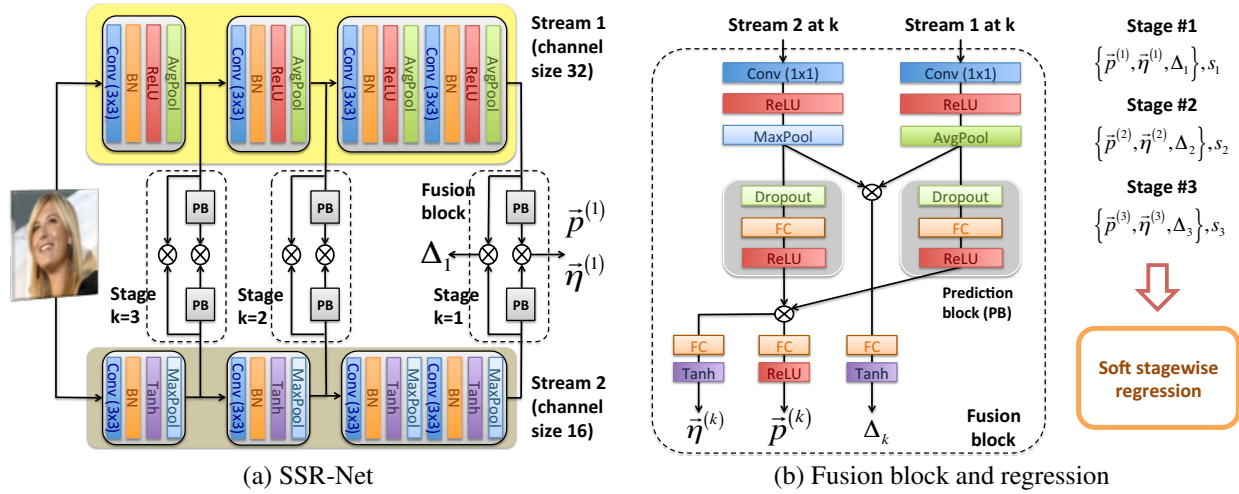 Conv (3x3)
BN
ReLU
AvgPool
Conv (3x3)
BN
ReLU
AvgPool
Conv (3x3)
BN
ReLU
AvgPool
Conv (3x3)
BN
ReLU
AvgPool
Stream 1
(channel
size 32)
PB
PB
Stage
k=3
PB
PB
Stage
k=2
Fusion
block
PB
PB
Stage
k=1
Δ₁
p⃗⁽¹⁾
η⃗⁽¹⁾
Conv (3x3)
BN
Tanh
MaxPool
Conv (3x3)
BN
Tanh
MaxPool
Conv (3x3)
BN
Tanh
MaxPool
Conv (3x3)
BN
Tanh
MaxPool
Stream 2
(channel
size 16)
(a) SSR-Net
Stream 2 at k
Stream 1 at k
Conv (1x1)
Conv (1x1)
ReLU
ReLU
MaxPool
AvgPool
Dropout
Dropout
FC
FC
ReLU
ReLU
Prediction
block (PB)
FC
FC
FC
Tanh
ReLU
Tanh
η⃗⁽ᵏ⁾
p⃗⁽ᵏ⁾
Δₖ
Fusion
block
Stage #1
{p⃗⁽¹⁾, η⃗⁽¹⁾, Δ₁}, s₁
Stage #2
{p⃗⁽²⁾, η⃗⁽²⁾, Δ₂}, s₂
Stage #3
{p⃗⁽³⁾, η⃗⁽³⁾, Δ₃}, s₃
Soft stagewise
regression
(b) Fusion block and regression